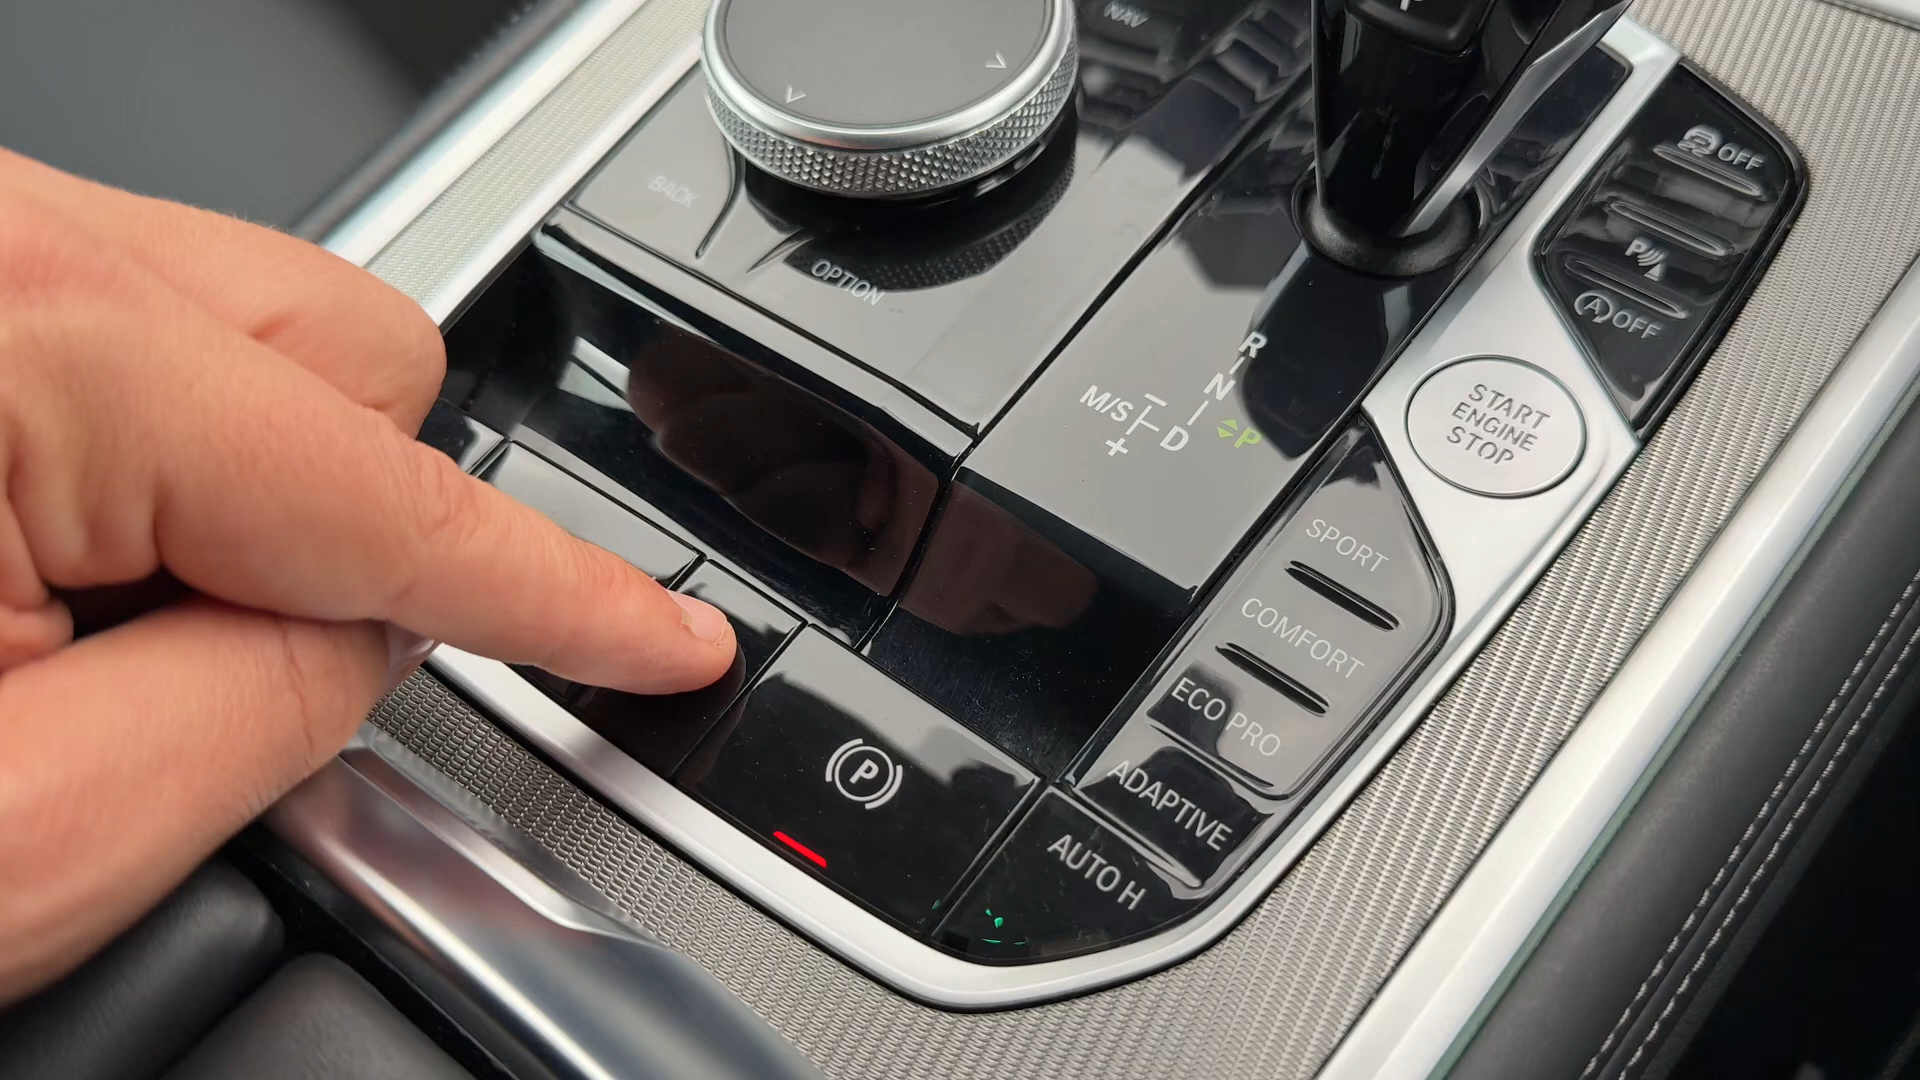 NAV
P
OFF
BACK
OPTION
P
OFF
R
N
M/S
D
P
START
ENGINE
STOP
SPORT
COMFORT
ECO PRO
ADAPTIVE
P
AUTO H